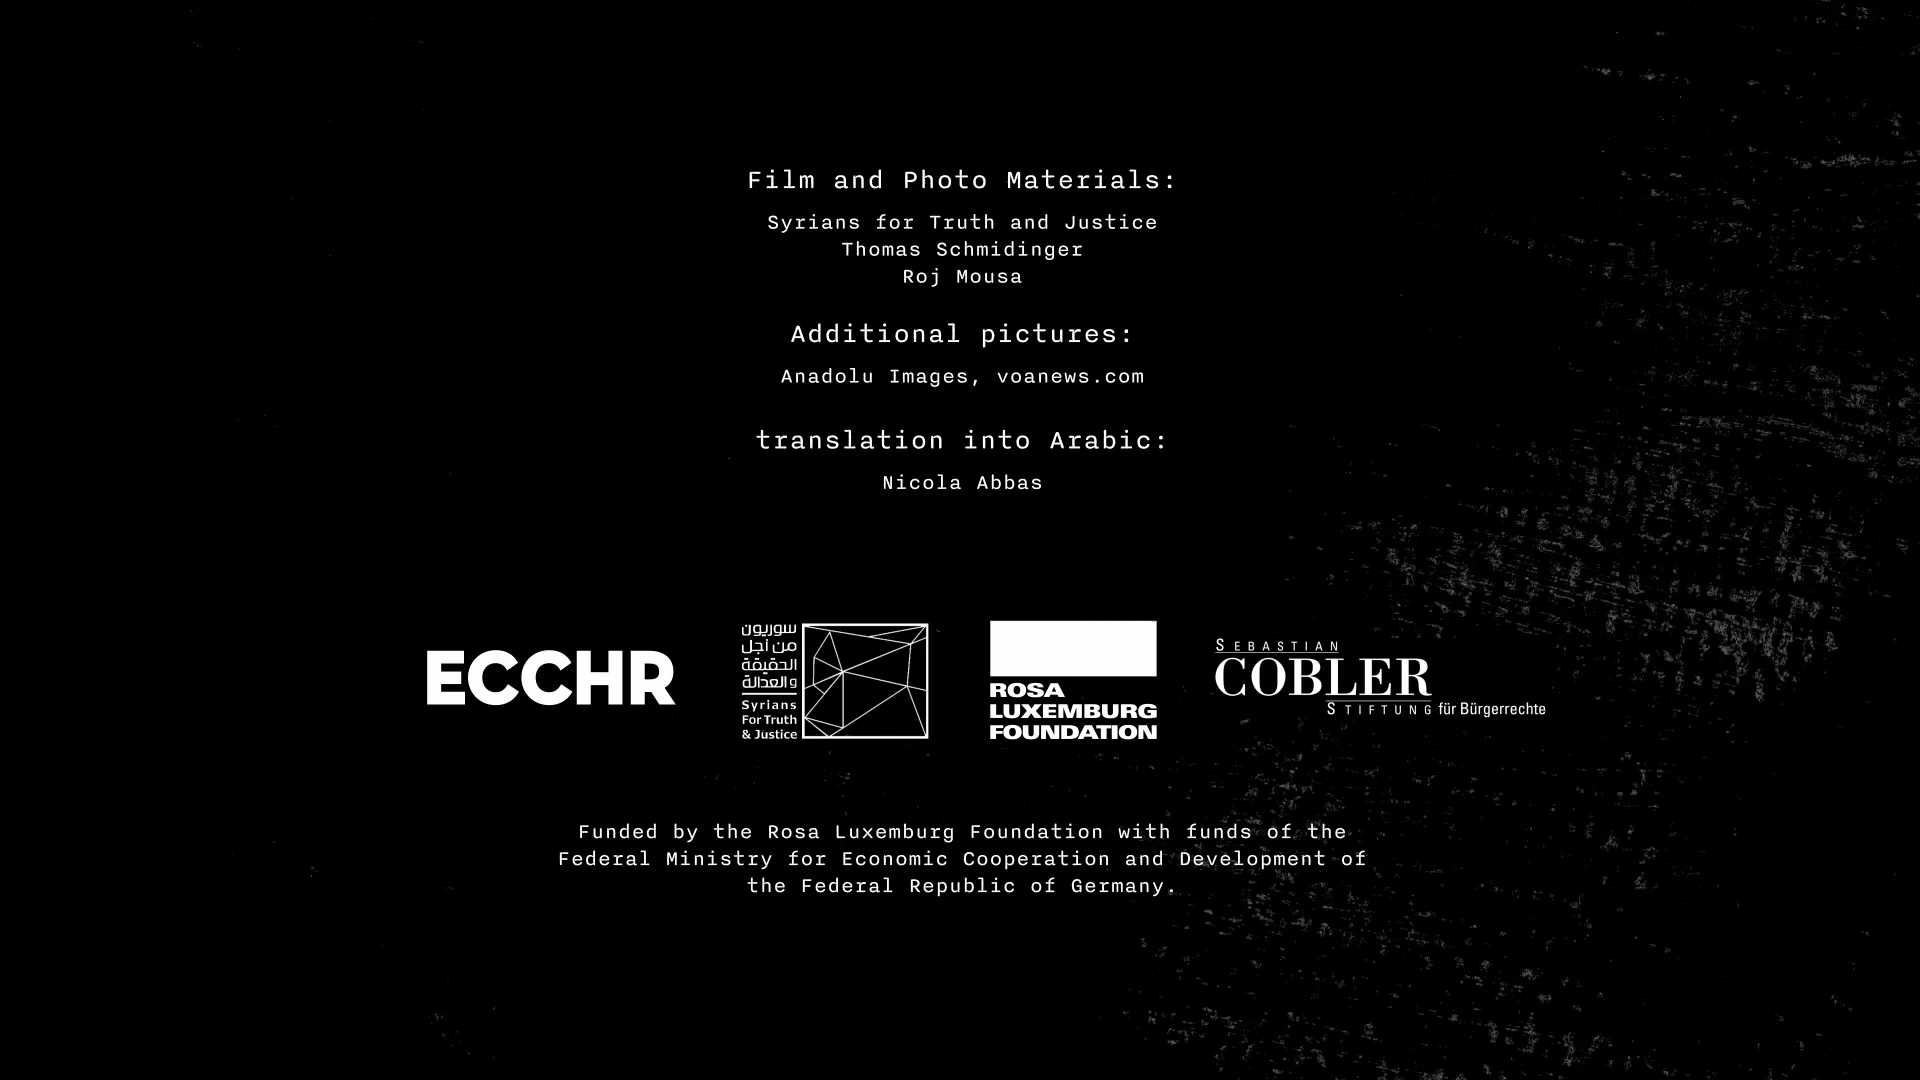 Film and Photo Materials:
Syrians for Truth and Justice
Thomas Schmidinger
Roj Mousa
Additional pictures:
Anadolu Images, voanews.com
translation into Arabic:
Nicola Abbas
ECCHR
سوريون
من أجل
الحقيقة
والعدالة
Syrians
For Truth
& Justice
ROSA
LUXEMBURG
FOUNDATION
SEBASTIAN
COBLER
STIFTUNG für Bürgerrechte
Funded by the Rosa Luxemburg Foundation with funds of the
Federal Ministry for Economic Cooperation and Development of
the Federal Republic of Germany.